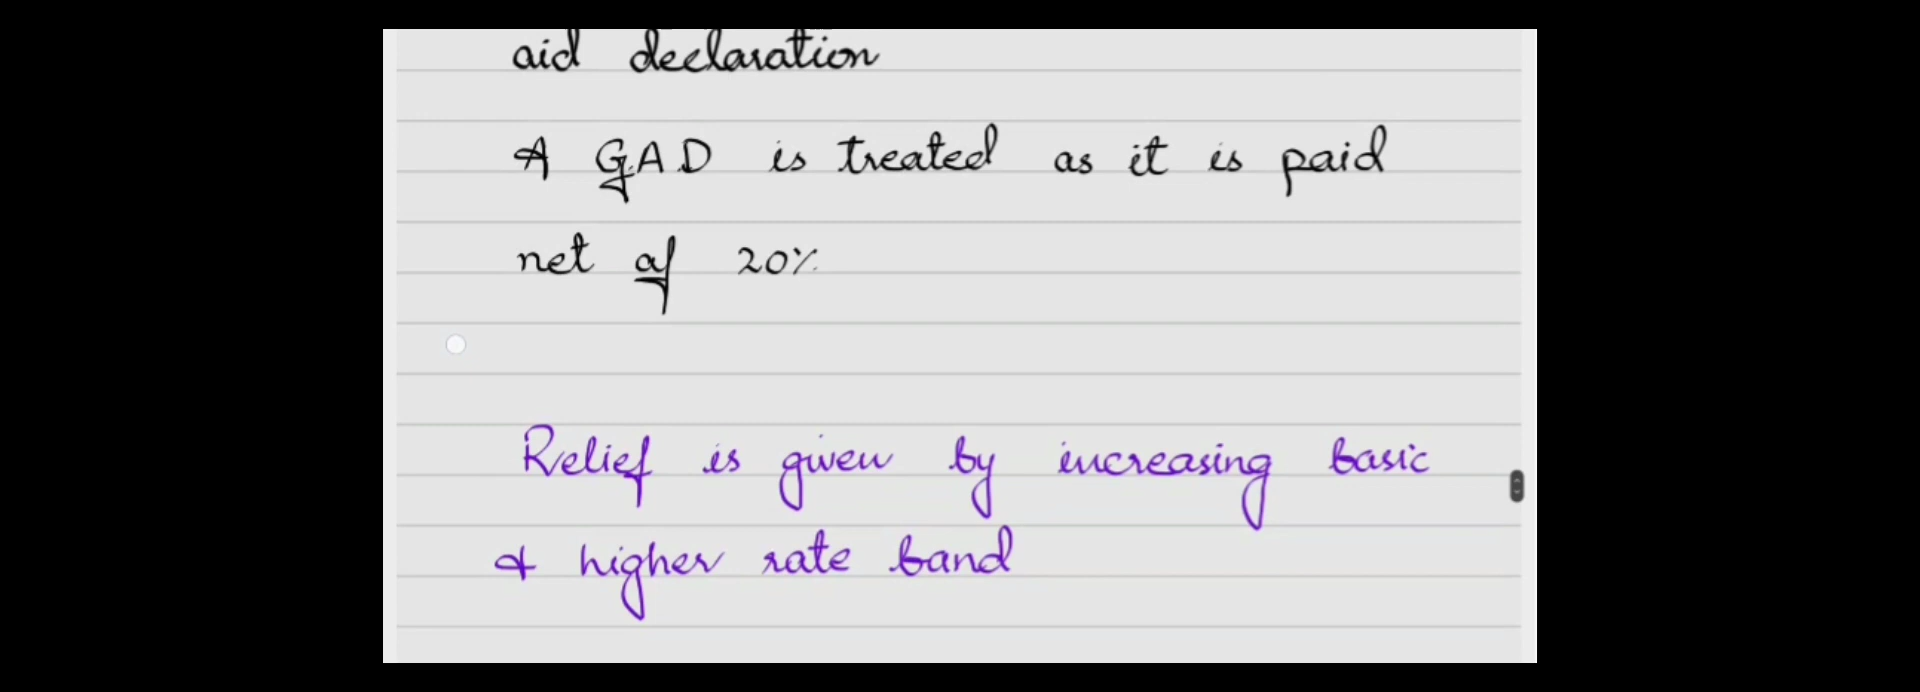 aid declaration
A G.A.D is treated as it is paid
net of 20%
Relief is given by increasing basic
& higher rate band